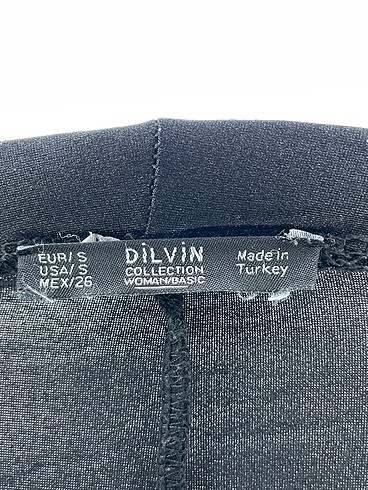 EUR/S
USA/S
MEX/26
DİLVİN
COLLECTION
WOMAN/BASIC
Made in
Turkey